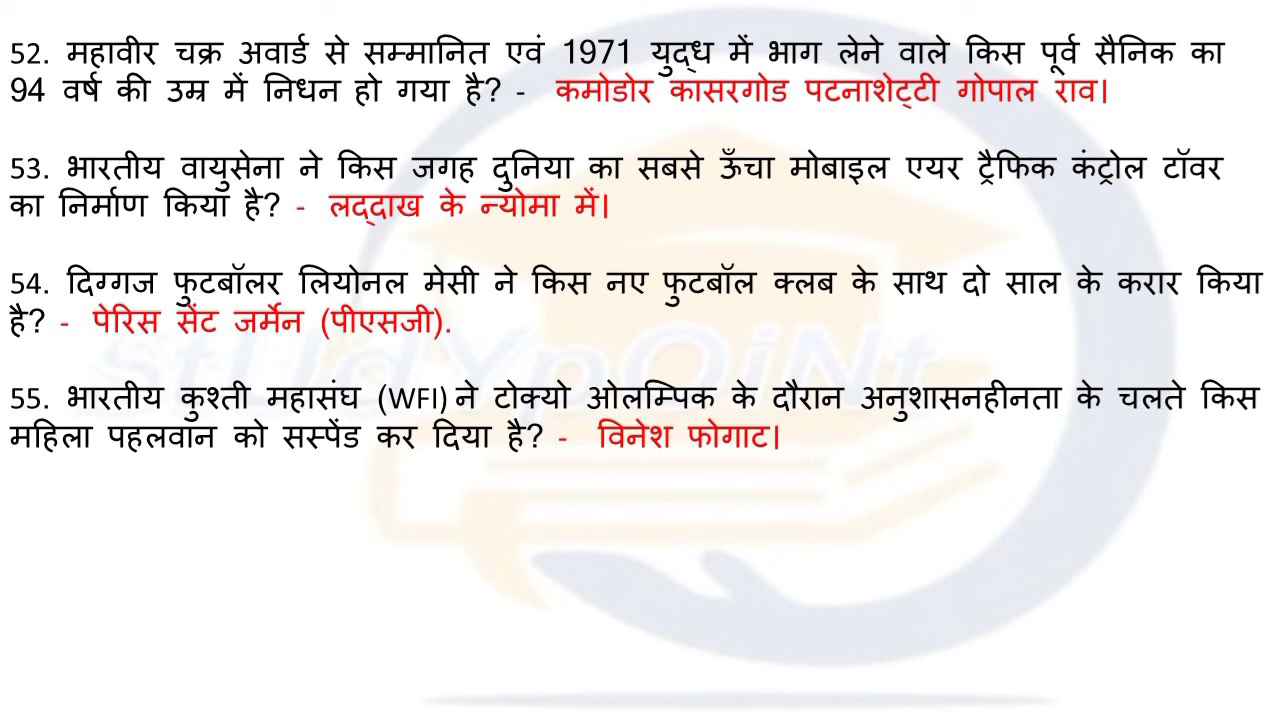 52. महावीर चक्र अवार्ड से सम्मानित एवं 1971 युद्ध में भाग लेने वाले किस पूर्व सैनिक का
94 वर्ष की उम्र में निधन हो गया है? - कमोडोर कासरगोड पटनाशेट्टी गोपाल राव।
53. भारतीय वायुसेना ने किस जगह दुनिया का सबसे ऊँचा मोबाइल एयर ट्रैफिक कंट्रोल टॉवर
का निर्माण किया है? - लद्दाख के न्योमा में।
54. दिग्गज फुटबॉलर लियोनल मेसी ने किस नए फुटबॉल क्लब के साथ दो साल के करार किया
है? - पेरिस सेंट जर्मेन (पीएसजी).
StUdYpOiNt
55. भारतीय कुश्ती महासंघ (WFI) ने टोक्यो ओलम्पिक के दौरान अनुशासनहीनता के चलते किस
महिला पहलवान को सस्पेंड कर दिया है? - विनेश फोगाट।